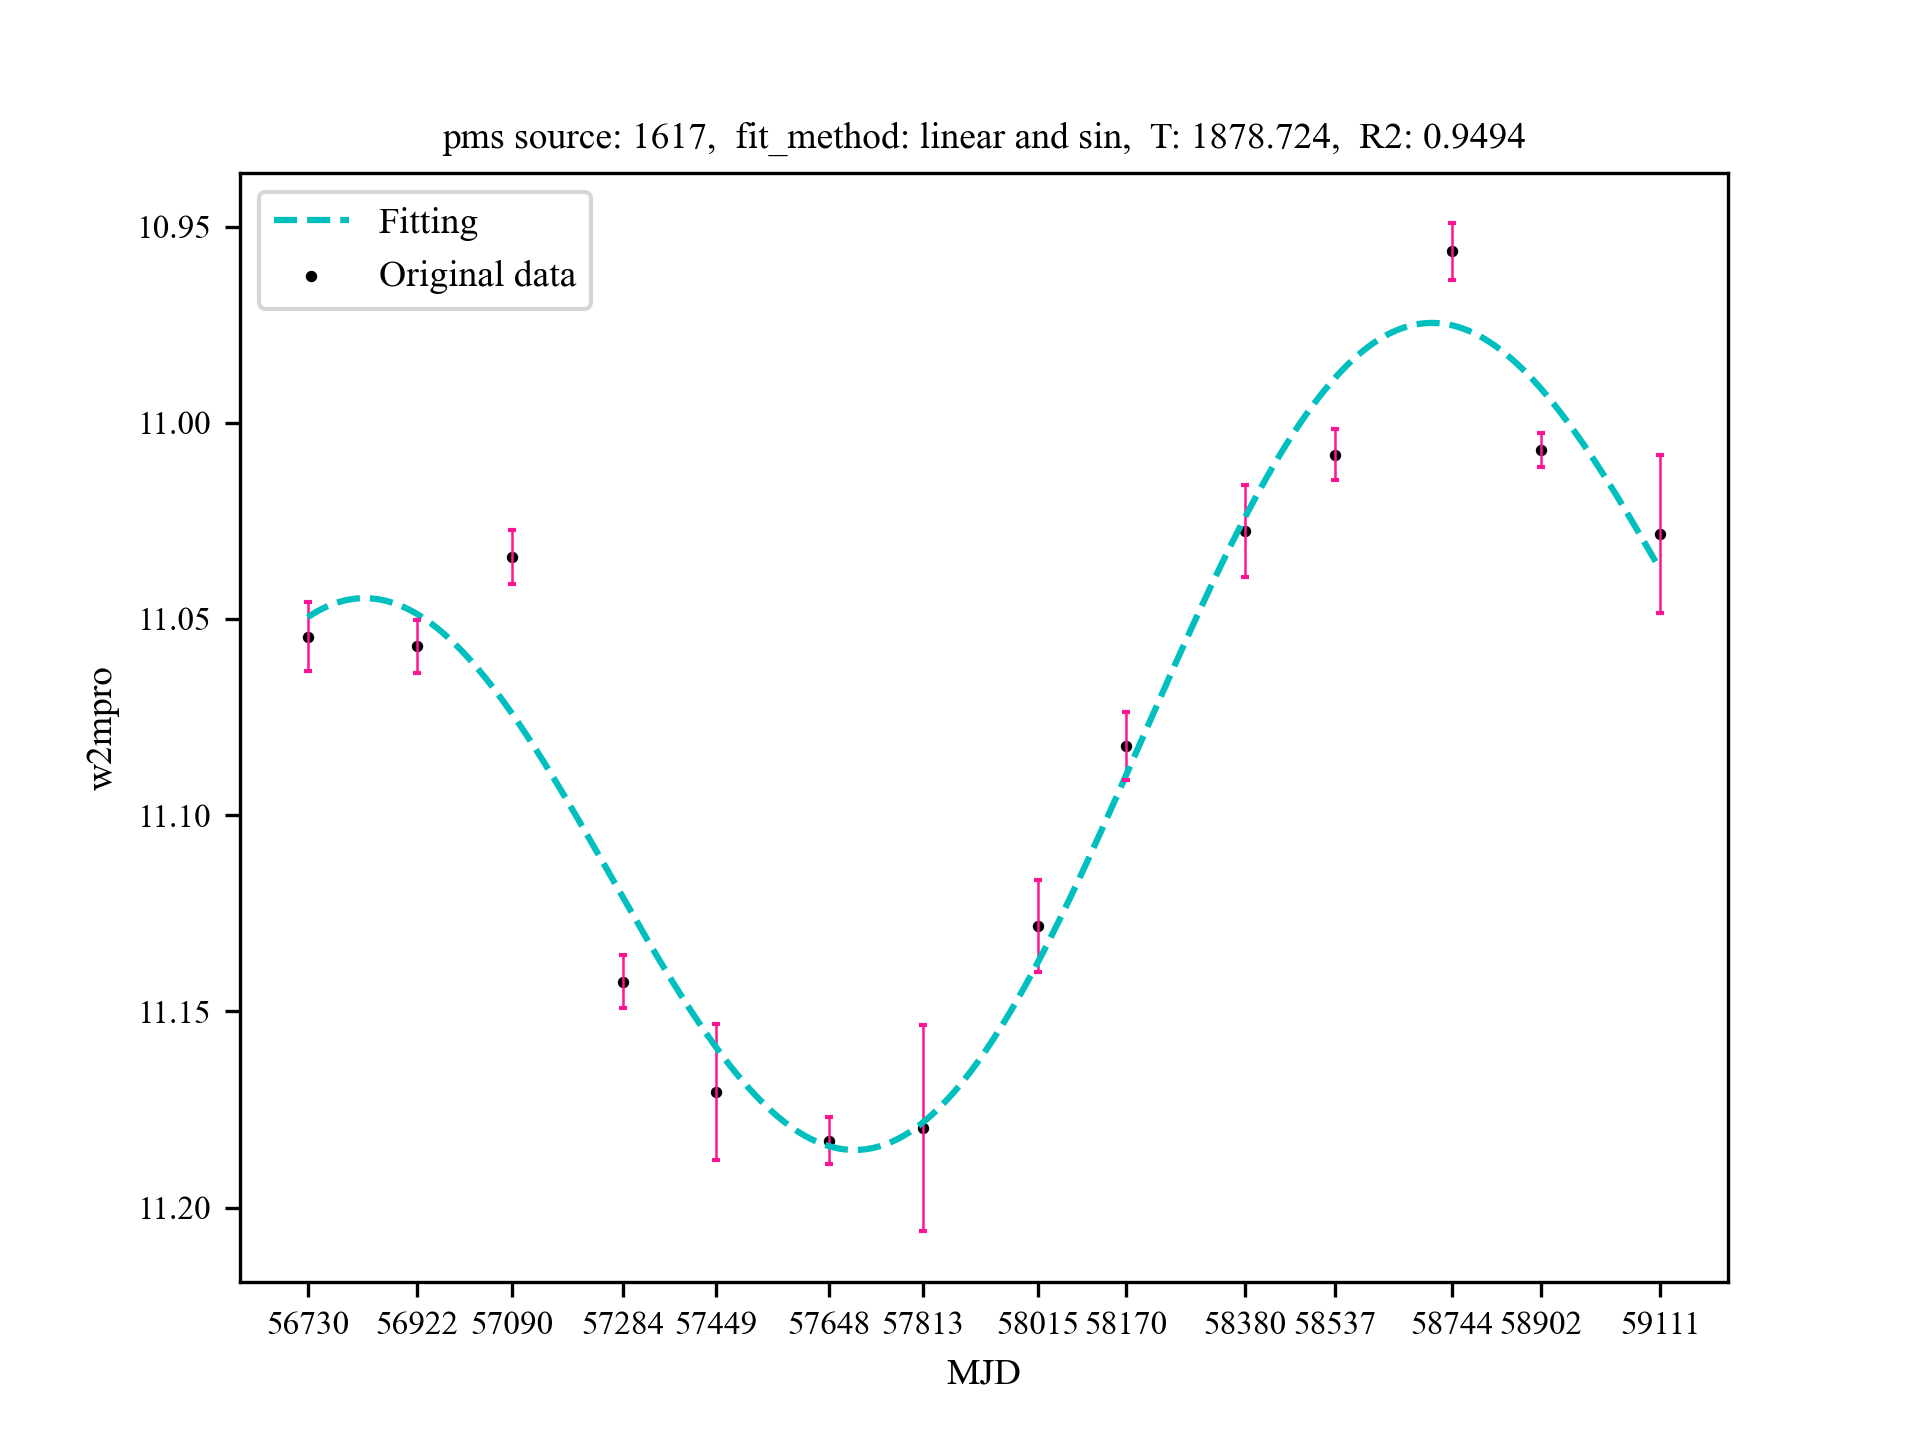 pms source: 1617, fit_method: linear and sin, T: 1878.724, R2: 0.9494
Fitting
Original data
10.95
11.00
11.05
11.10
11.15
11.20
w2mpro
56730 56922 57090 57284 57449 57648 57813 58015 58170 58380 58537 58744 58902 59111
MJD